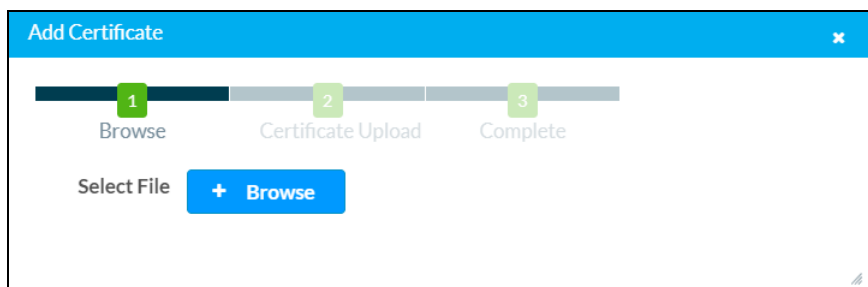 Add Certificate
1 2 3
Browse Certificate Upload Complete
Select File + Browse